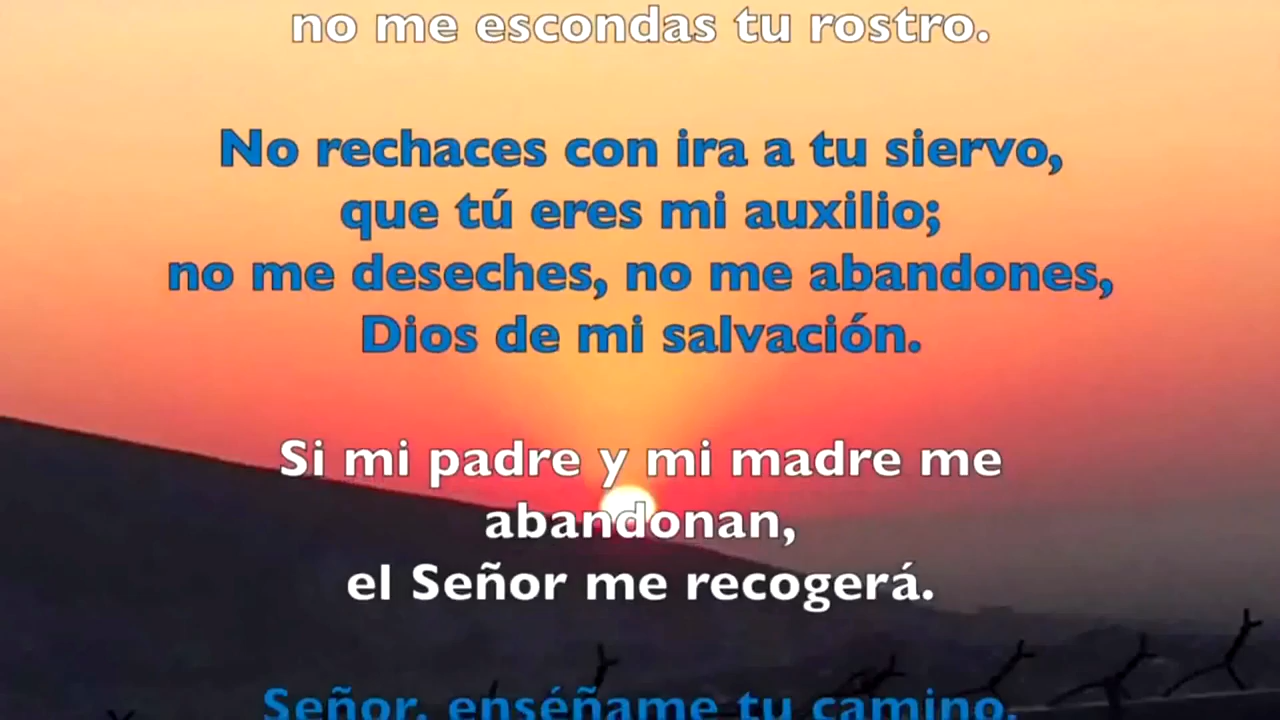 no me escondas tu rostro.
No rechaces con ira a tu siervo,
que tú eres mi auxilio;
no me deseches, no me abandones,
Dios de mi salvación.
Si mi padre y mi madre me
abandonan,
el Señor me recogerá.
Señor, enséñame tu camino,